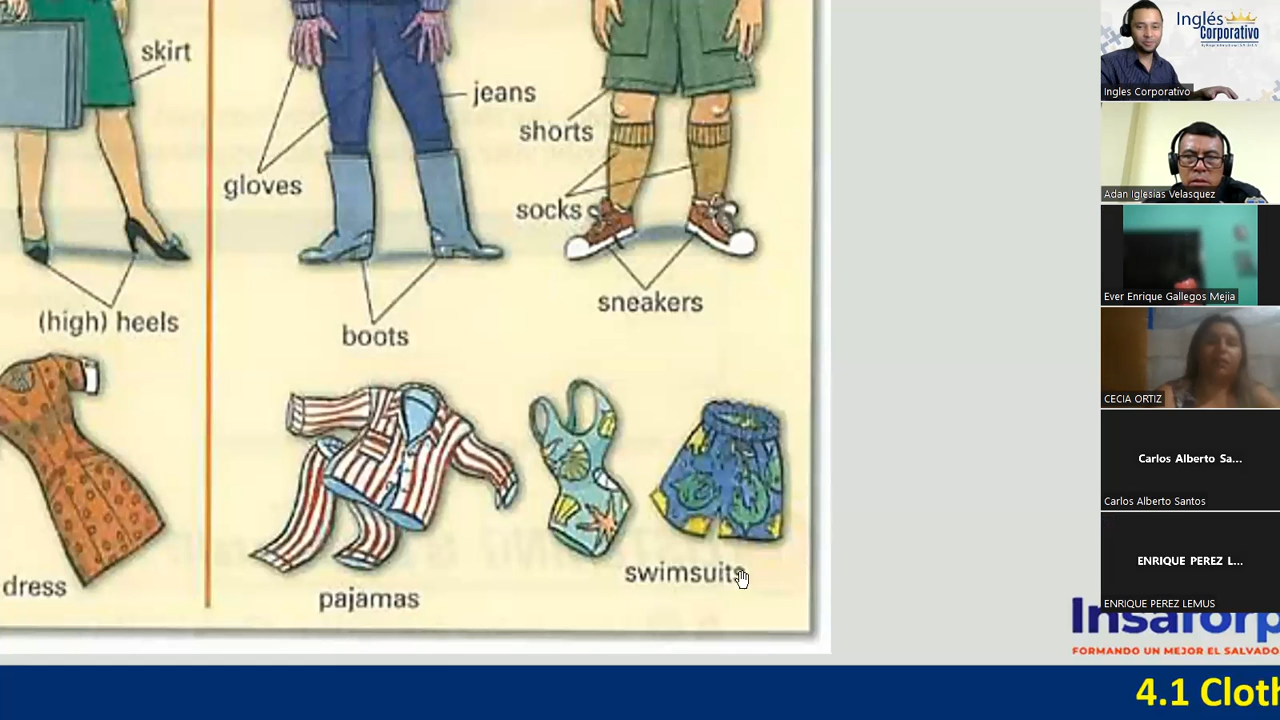 skirt
gloves
jeans
shorts
socks
sneakers
(high) heels
boots
dress
pajamas
swimsuits
Inglés
Corporativo
Ingles Corporativo
Adan Iglesias Velasquez
Ever Enrique Gallegos Mejia
CECIA ORTIZ
Carlos Alberto Sa...
Carlos Alberto Santos
ENRIQUE PEREZ L...
ENRIQUE PEREZ LEMUS
Insaforp
FORMANDO UN MEJOR EL SALVADO
4.1 Cloth